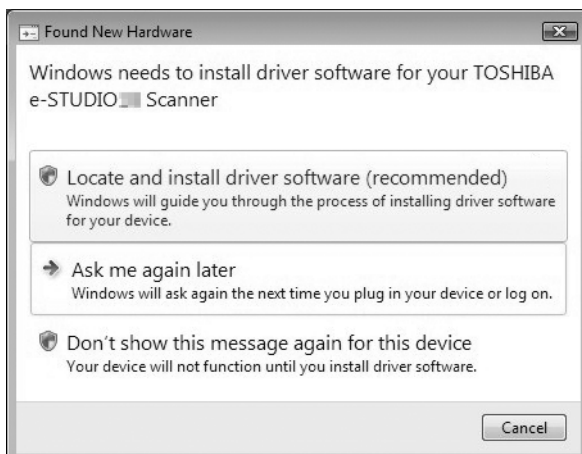 Found New Hardware
Windows needs to install driver software for your TOSHIBA
e-STUDIO Scanner
Locate and install driver software (recommended)
Windows will guide you through the process of installing driver software
for your device.
Ask me again later
Windows will ask again the next time you plug in your device or log on.
Don't show this message again for this device
Your device will not function until you install driver software.
Cancel